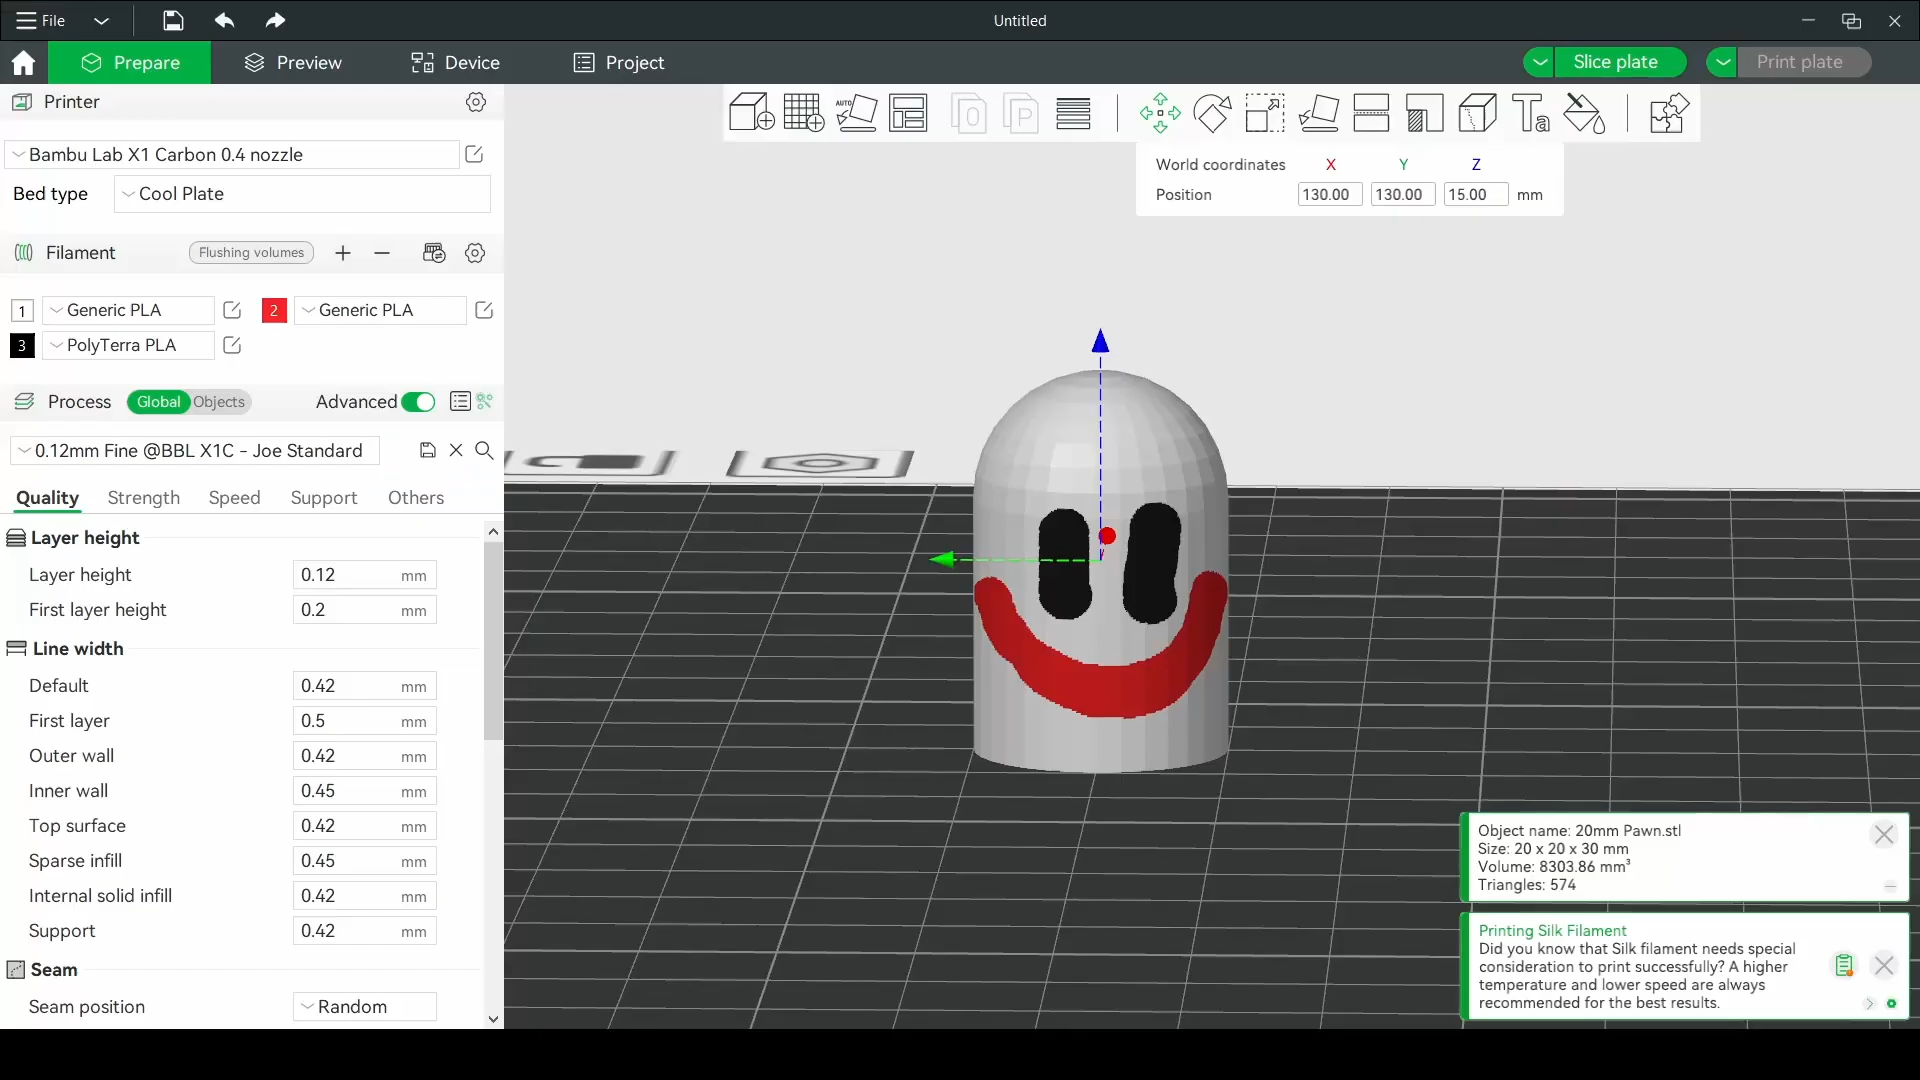 File
Untitled
Prepare
Preview
Device
Project
Slice plate
Print plate
Printer
Bambu Lab X1 Carbon 0.4 nozzle
Bed type
Cool Plate
Filament
Flushing volumes
1
Generic PLA
2
Generic PLA
3
PolyTerra PLA
Process
Global
Objects
Advanced
0.12mm Fine @BBL X1C - Joe Standard
Quality
Strength
Speed
Support
Others
Layer height
Layer height 0.12 mm
First layer height 0.2 mm
Line width
Default 0.42 mm
First layer 0.5 mm
Outer wall 0.42 mm
Inner wall 0.45 mm
Top surface 0.42 mm
Sparse infill 0.45 mm
Internal solid infill 0.42 mm
Support 0.42 mm
Seam
Seam position Random
AUTO
O
P
Ta
World coordinates X Y Z
Position 130.00 130.00 15.00 mm
Object name: 20mm Pawn.stl
Size: 20 x 20 x 30 mm
Volume: 8303.86 mm³
Triangles: 574
Printing Silk Filament
Did you know that Silk filament needs special
consideration to print successfully? A higher
temperature and lower speed are always
recommended for the best results.